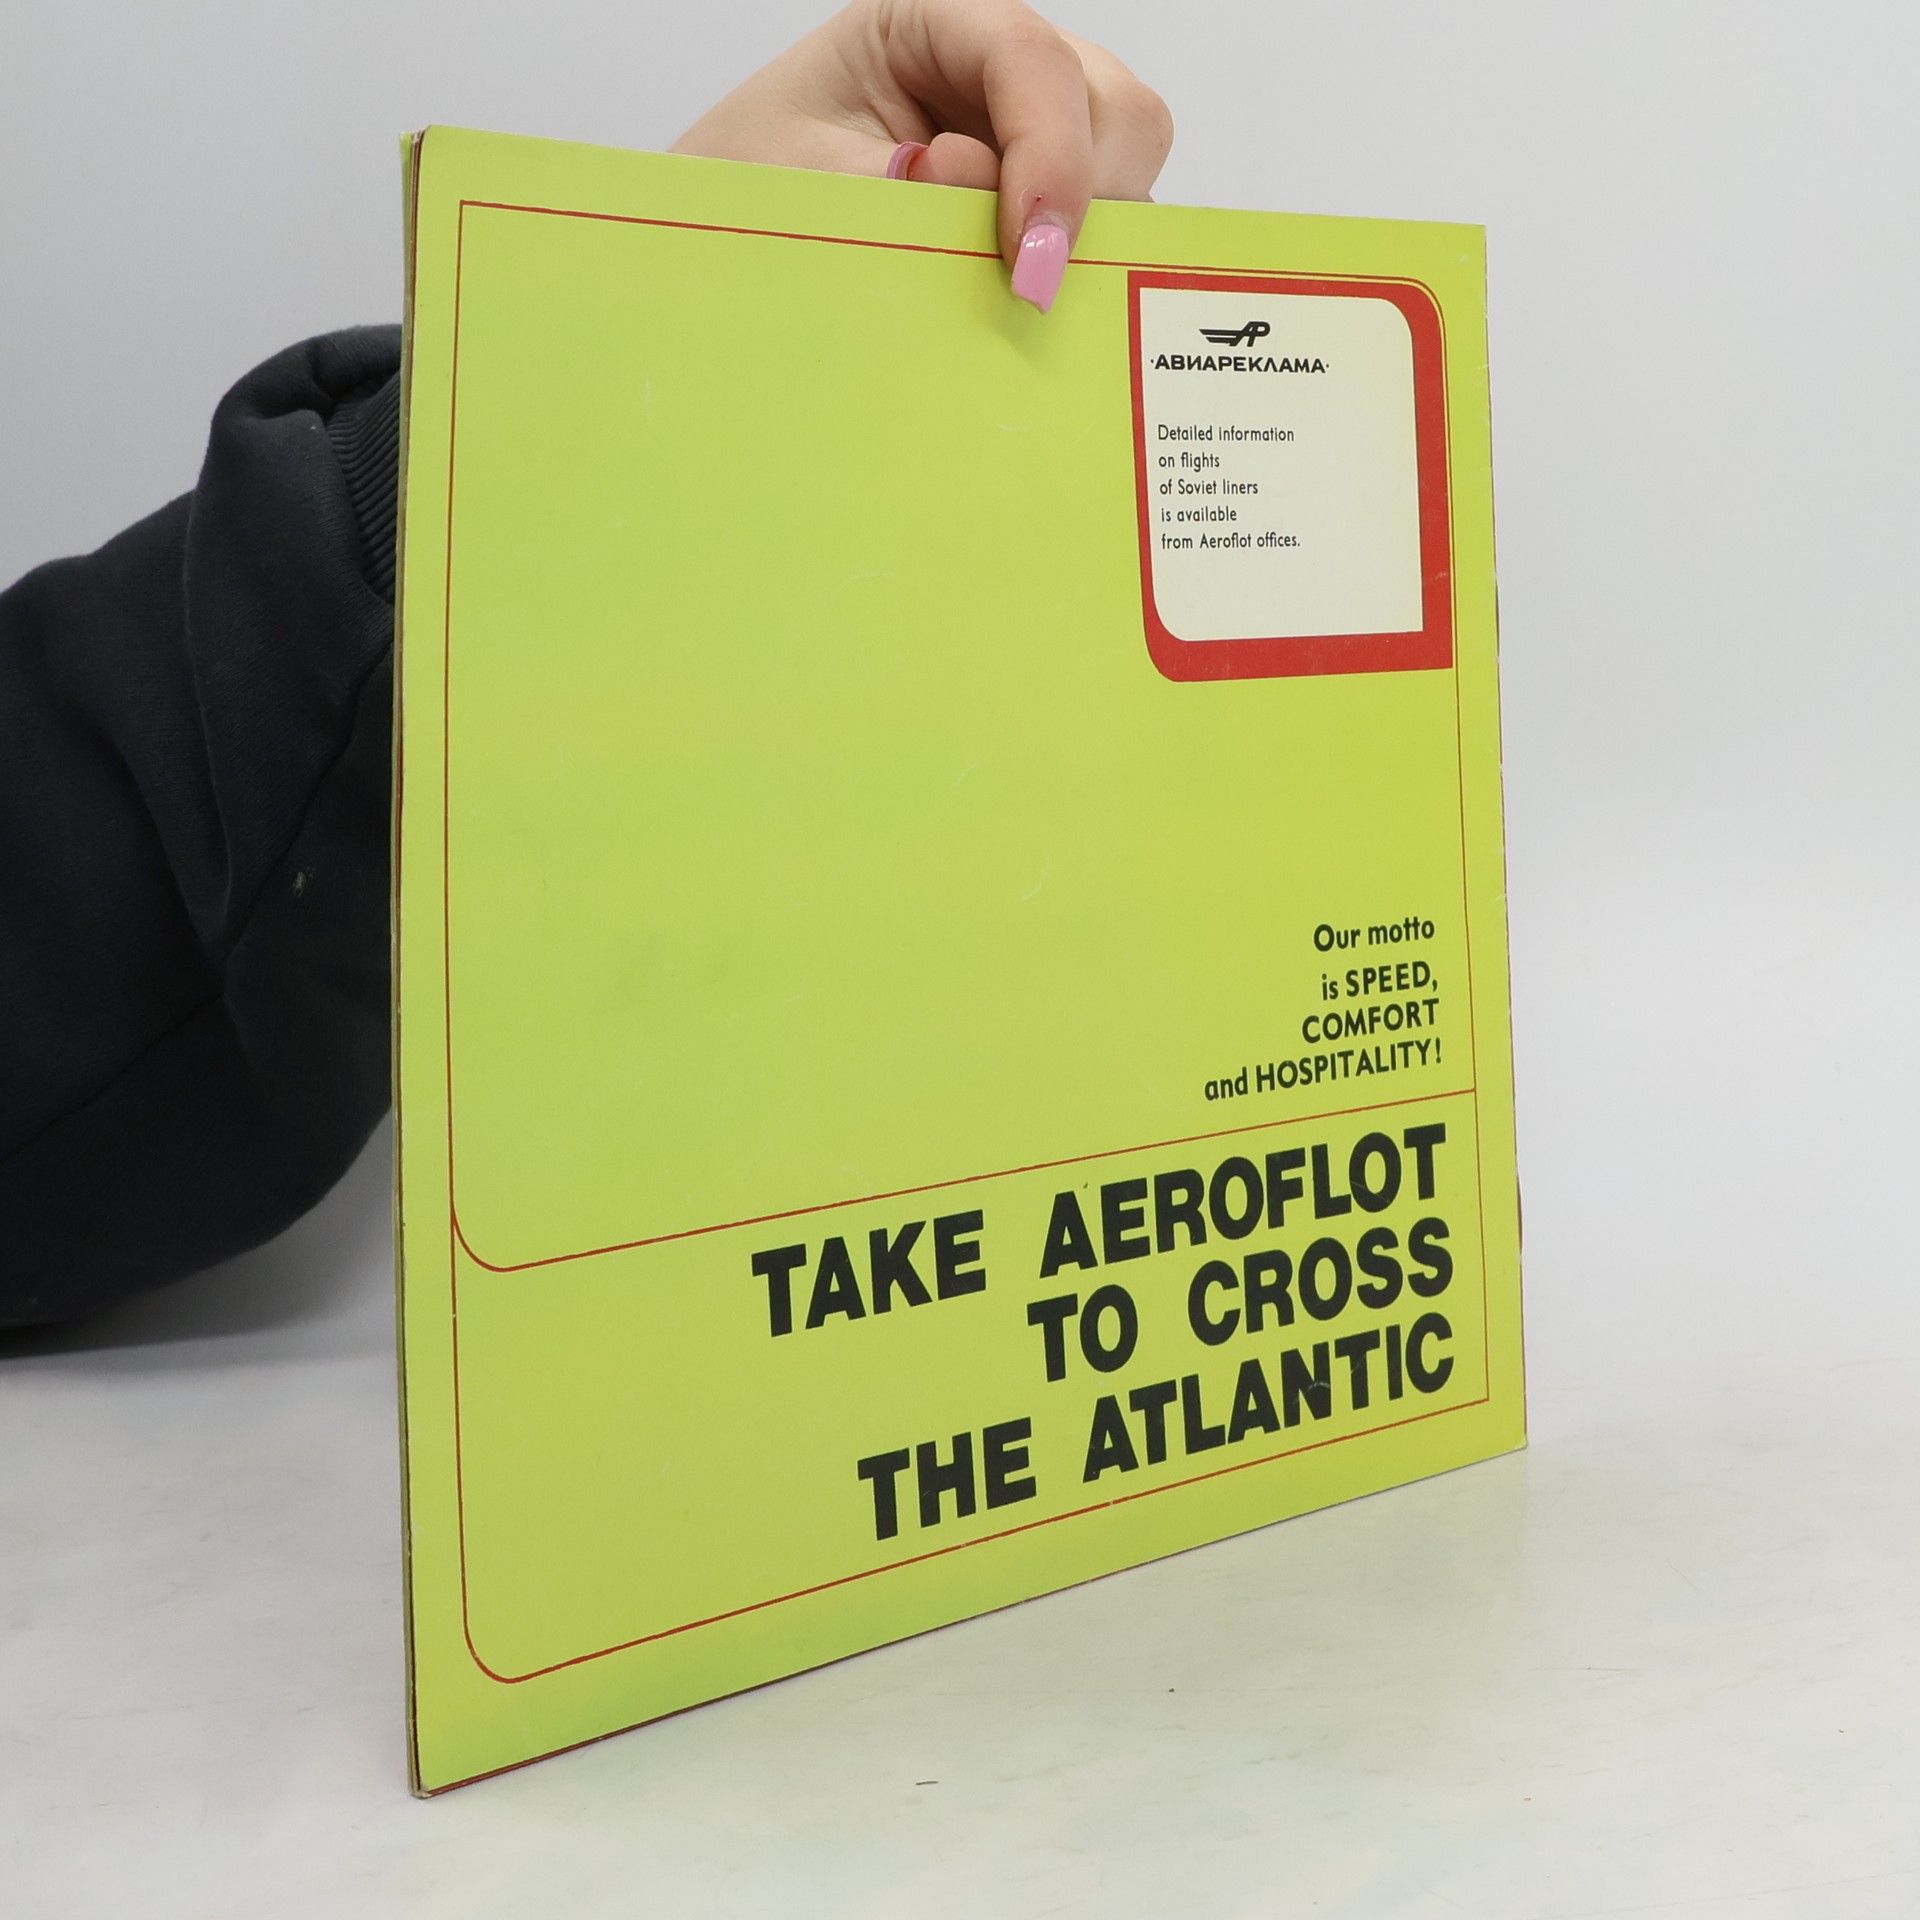 AP
·АВИАРЕКЛАМА·
Detailed information
on flights
of Soviet liners
is available
from Aeroflot offices.
Our motto
is SPEED,
COMFORT
and HOSPITALITY!
TAKE AEROFLOT
TO CROSS
THE ATLANTIC